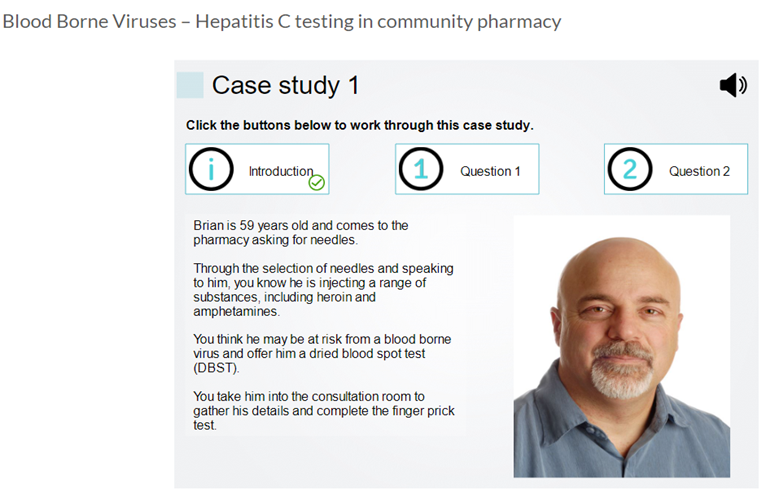 Blood Borne Viruses – Hepatitis C testing in community pharmacy
Case study 1
Click the buttons below to work through this case study.
i Introduction
1 Question 1
2 Question 2
Brian is 59 years old and comes to the
pharmacy asking for needles.
Through the selection of needles and speaking
to him, you know he is injecting a range of
substances, including heroin and
amphetamines.
You think he may be at risk from a blood borne
virus and offer him a dried blood spot test
(DBST).
You take him into the consultation room to
gather his details and complete the finger prick
test.